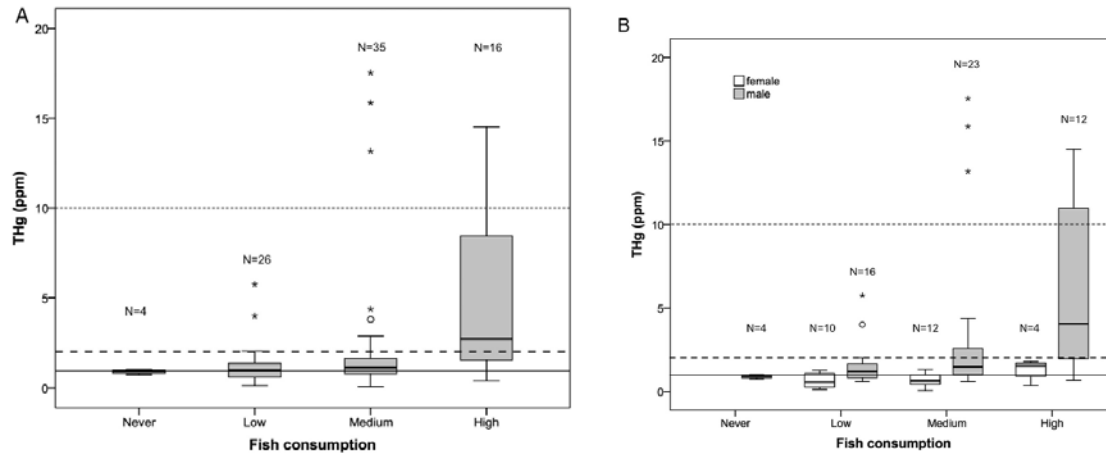 A
20
15
10
5
0
THg (ppm)
N=4
N=26
N=35
N=16
Never
Low
Medium
High
Fish consumption
B
20
15
10
5
0
THg (ppm)
female
male
N=4
N=10
N=16
N=12
N=23
N=4
N=12
Never
Low
Medium
High
Fish consumption